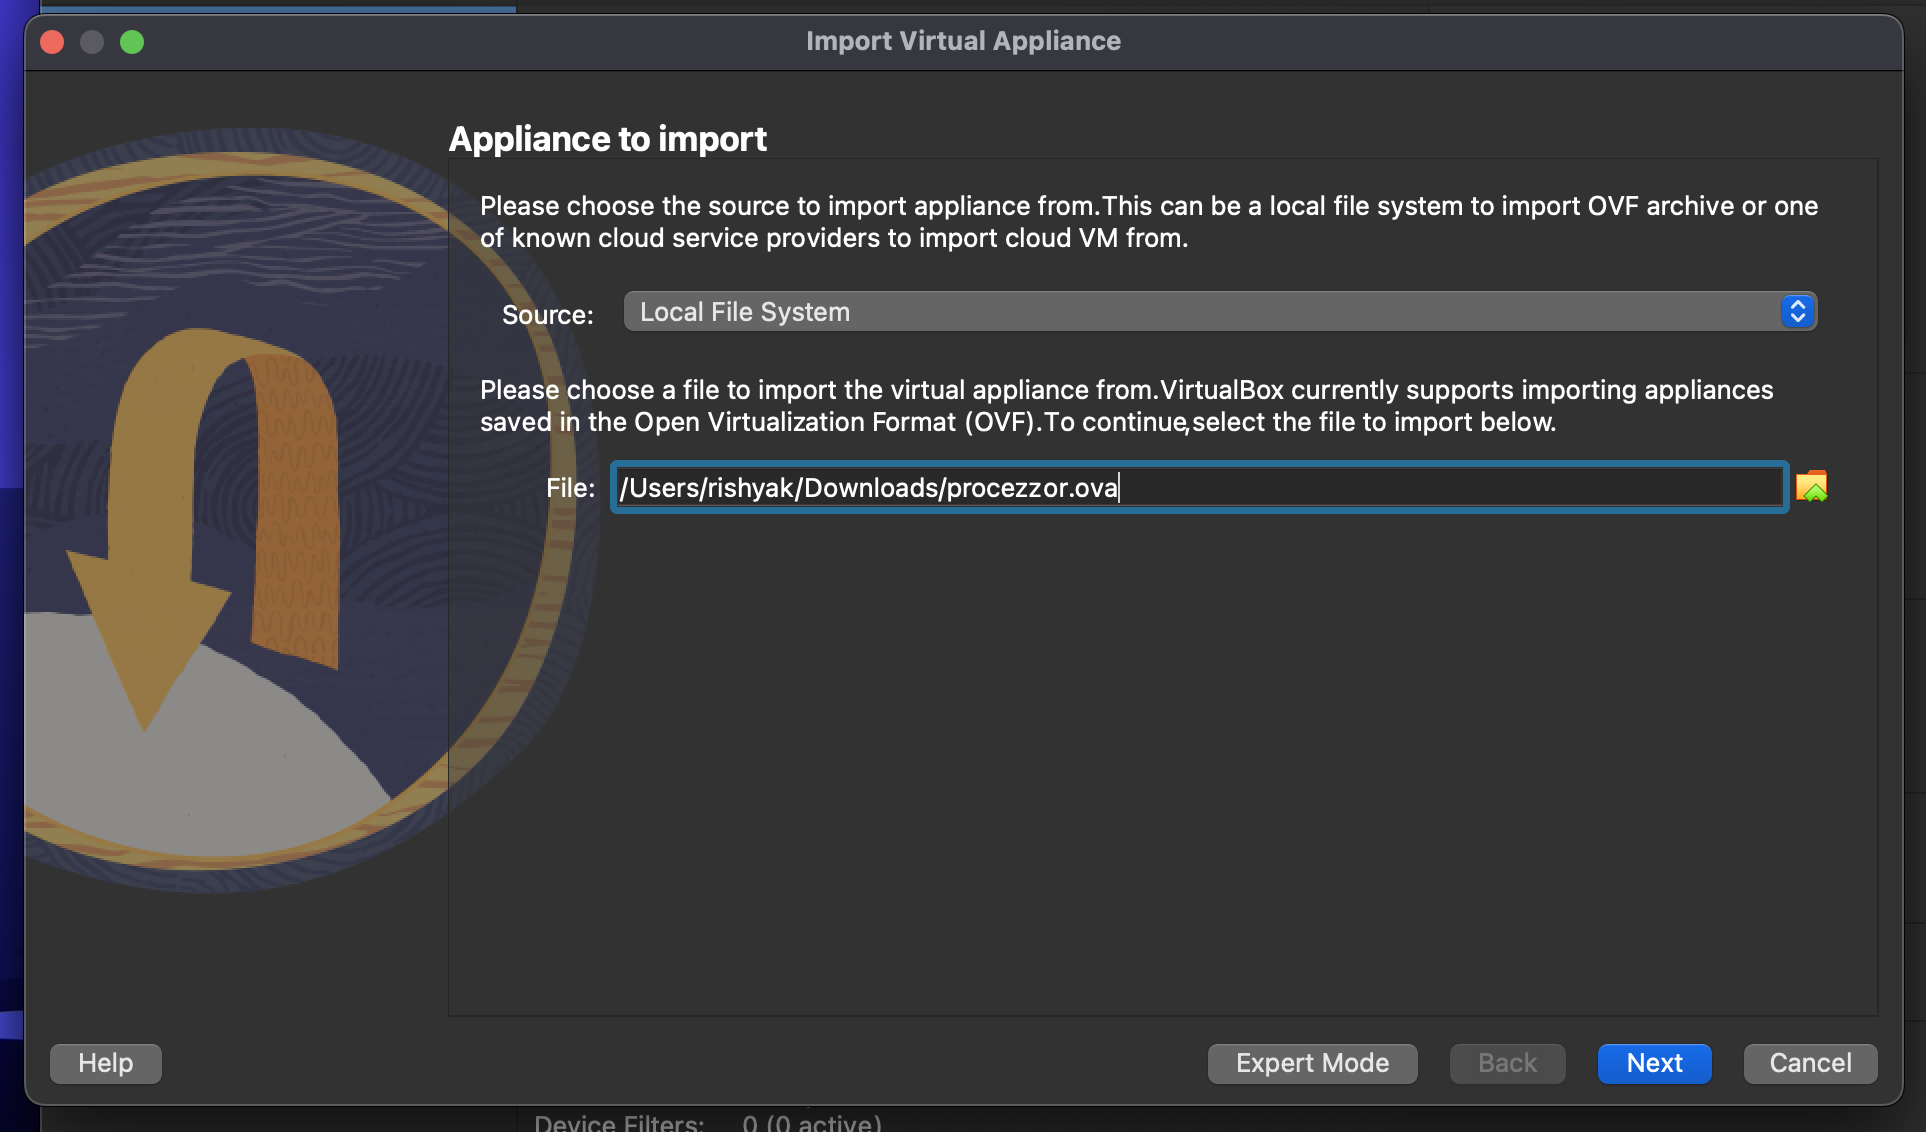 Import Virtual Appliance
Appliance to import
Please choose the source to import appliance from.This can be a local file system to import OVF archive or one
of known cloud service providers to import cloud VM from.
Source: Local File System
Please choose a file to import the virtual appliance from.VirtualBox currently supports importing appliances
saved in the Open Virtualization Format (OVF).To continue,select the file to import below.
File: /Users/rishyak/Downloads/procezzor.ova
Help Expert Mode Back Next Cancel
Device Filters: 0 (0 active)